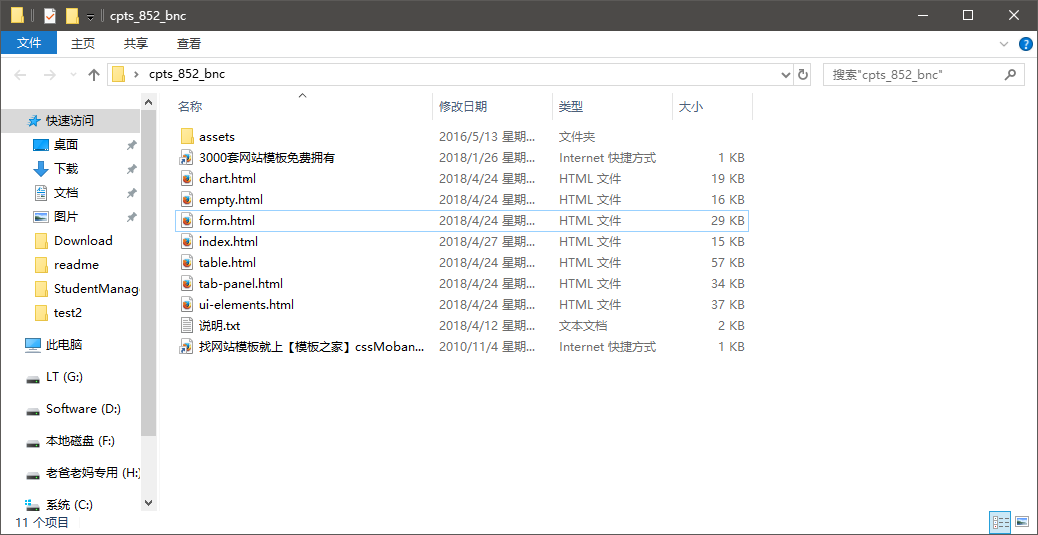 cpts_852_bnc
文件 主页 共享 查看
cpts_852_bnc 搜索"cpts_852_bnc"
名称 修改日期 类型 大小
快速访问
桌面
下载
文档
图片
Download
readme
StudentManag
test2
此电脑
LT (G:)
Software (D:)
本地磁盘 (F:)
老爸老妈专用 (H:)
系统 (C:)
assets 2016/5/13 星期... 文件夹
3000套网站模板免费拥有 2018/1/26 星期... Internet 快捷方式 1 KB
chart.html 2018/4/24 星期... HTML 文件 19 KB
empty.html 2018/4/24 星期... HTML 文件 16 KB
form.html 2018/4/24 星期... HTML 文件 29 KB
index.html 2018/4/27 星期... HTML 文件 15 KB
table.html 2018/4/24 星期... HTML 文件 57 KB
tab-panel.html 2018/4/24 星期... HTML 文件 34 KB
ui-elements.html 2018/4/24 星期... HTML 文件 37 KB
说明.txt 2018/4/12 星期... 文本文档 2 KB
找网站模板就上【模板之家】cssMoban... 2010/11/4 星期... Internet 快捷方式 1 KB
11 个项目